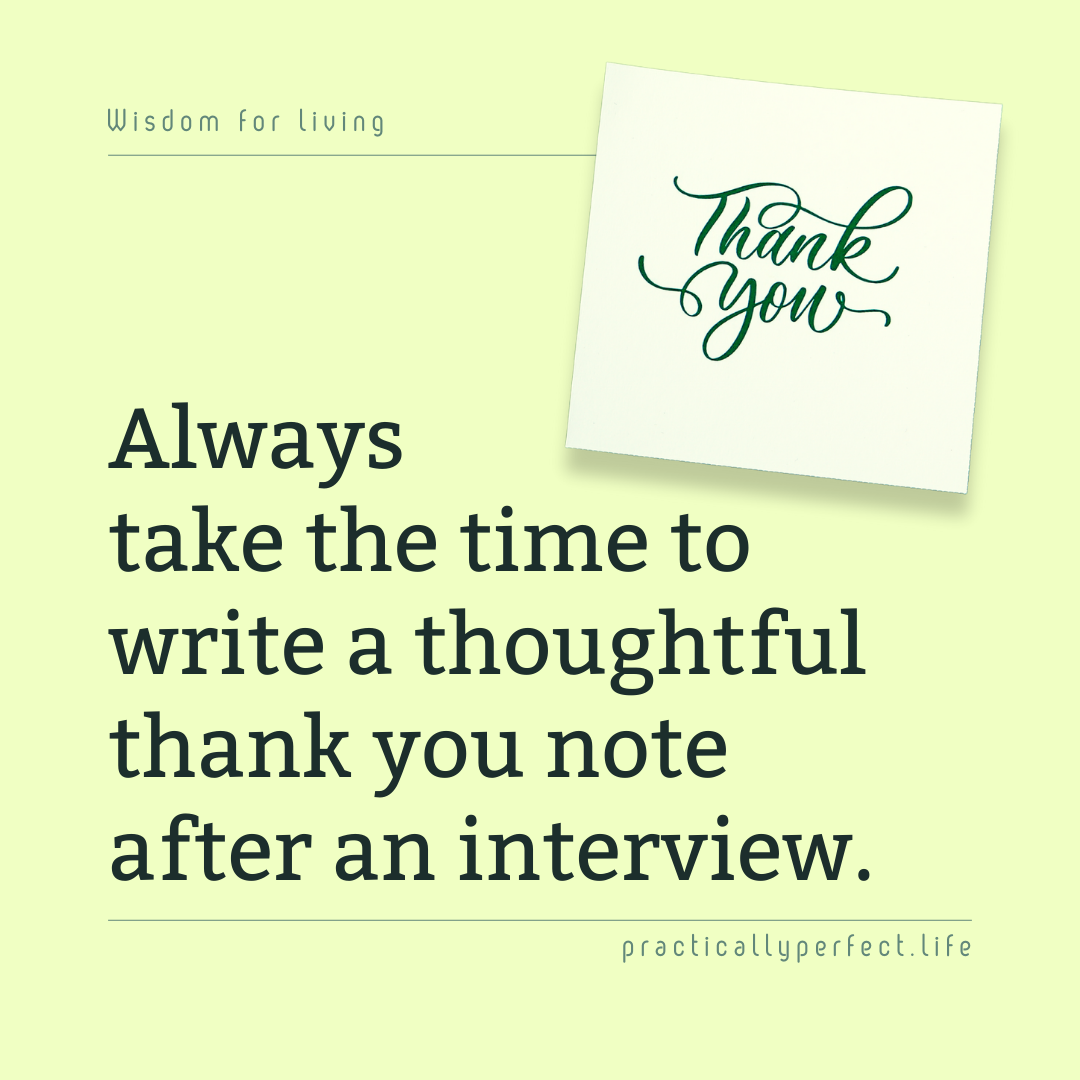 Wisdom for living
Thank
you
Always
take the time to
write a thoughtful
thank you note
after an interview.
practicallyperfect.life